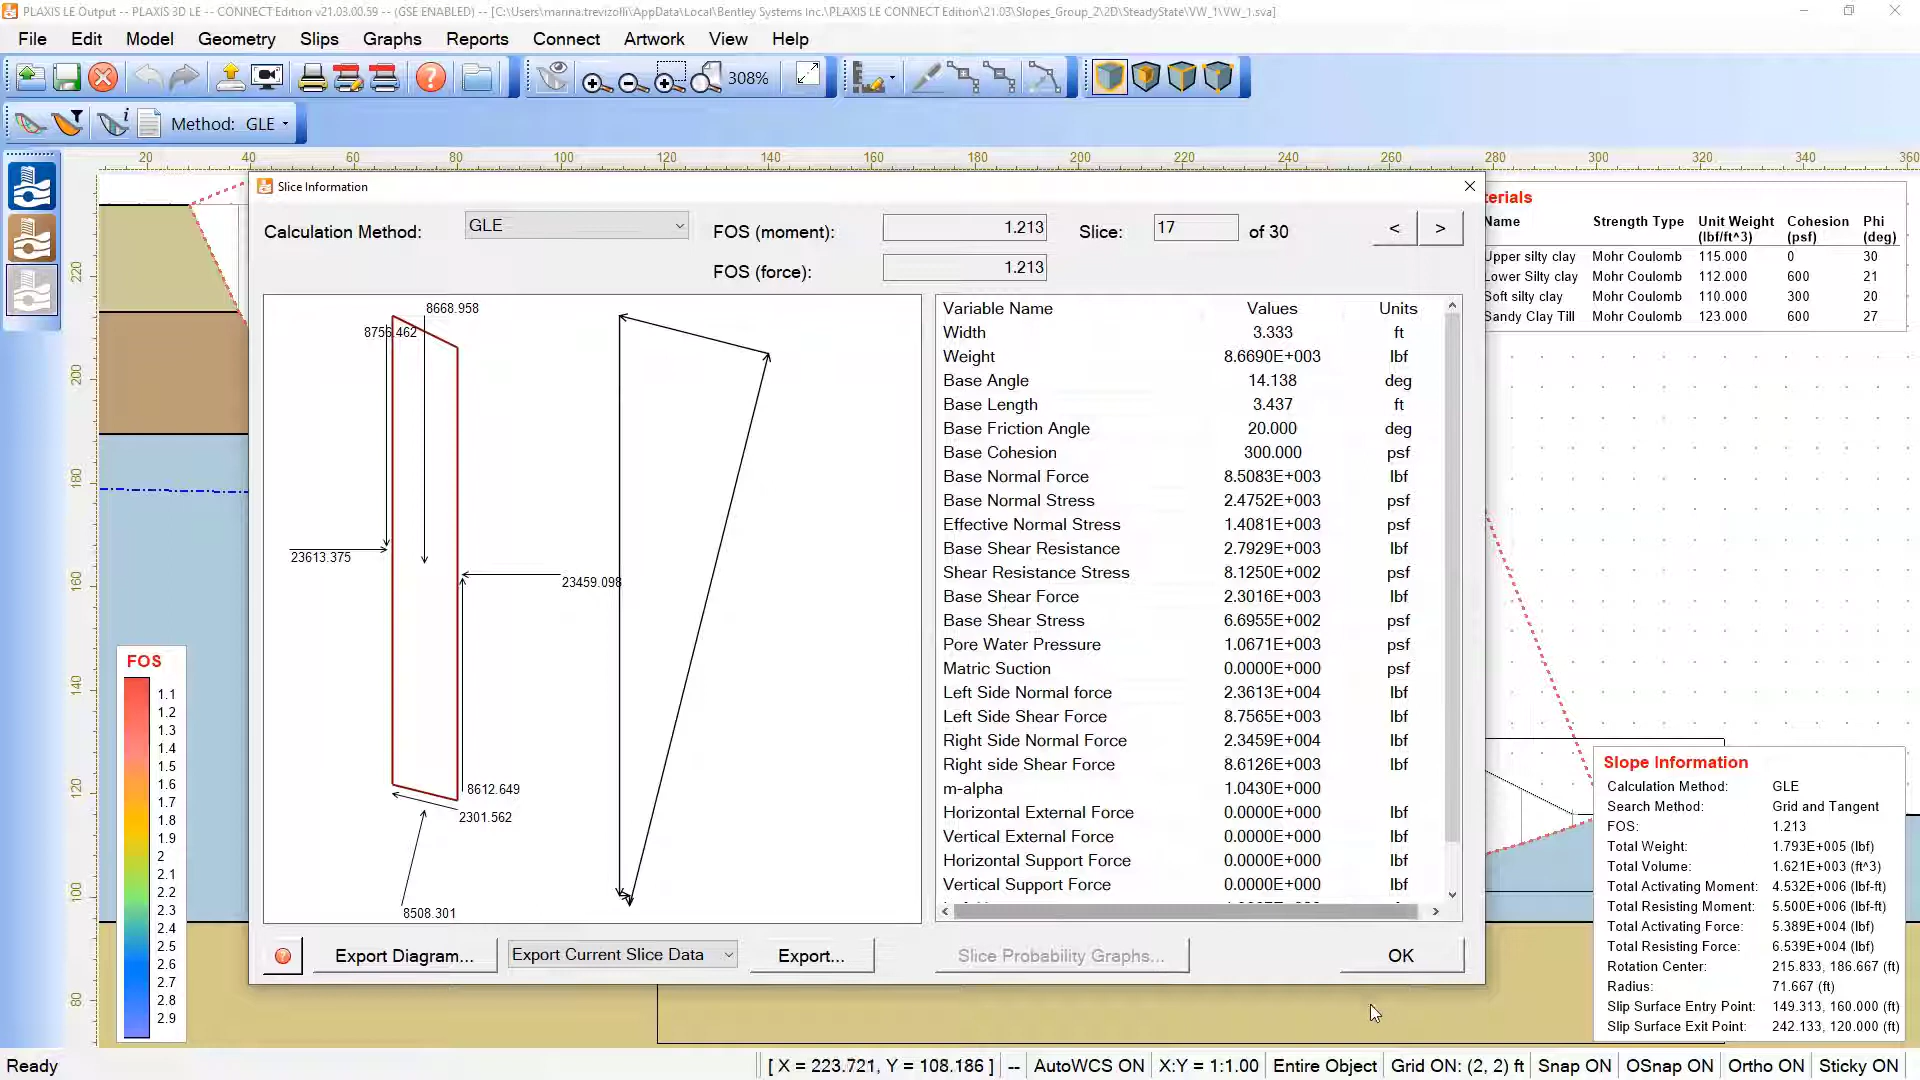 PLAXIS LE Output -- PLAXIS 3D LE -- CONNECT Edition v21.03.00.59 -- (GSE ENABLED) -- [C:\Users\marina.trevizolli\AppData\Local\Bentley Systems Inc.\PLAXIS LE CONNECT Edition\21.03\Slopes_Group_2\2D\SteadyState\VW_1\VW_1.sva]
File Edit Model Geometry Slips Graphs Reports Connect Artwork View Help
308%
Method: GLE
20 40 60 80 100 120 140 160 180 200 220 240 260 280 300 320 340 360
Slice Information
Calculation Method: GLE FOS (moment): 1.213 Slice: 17 of 30 < >
FOS (force): 1.213
8668.958
8756.462
23613.375
23459.098
8612.649
2301.562
8508.301
Variable Name Values Units
Width 3.333 ft
Weight 8.6690E+003 lbf
Base Angle 14.138 deg
Base Length 3.437 ft
Base Friction Angle 20.000 deg
Base Cohesion 300.000 psf
Base Normal Force 8.5083E+003 lbf
Base Normal Stress 2.4752E+003 psf
Effective Normal Stress 1.4081E+003 psf
Base Shear Resistance 2.7929E+003 lbf
Shear Resistance Stress 8.1250E+002 psf
Base Shear Force 2.3016E+003 lbf
Base Shear Stress 6.6955E+002 psf
Pore Water Pressure 1.0671E+003 psf
Matric Suction 0.0000E+000 psf
Left Side Normal force 2.3613E+004 lbf
Left Side Shear Force 8.7565E+003 lbf
Right Side Normal Force 2.3459E+004 lbf
Right side Shear Force 8.6126E+003 lbf
m-alpha 1.0430E+000
Horizontal External Force 0.0000E+000 lbf
Vertical External Force 0.0000E+000 lbf
Horizontal Support Force 0.0000E+000 lbf
Vertical Support Force 0.0000E+000 lbf
Export Diagram... Export Current Slice Data Export... Slice Probability Graphs... OK
terials
Name Strength Type Unit Weight Cohesion Phi
(lbf/ft^3) (psf) (deg)
Upper silty clay Mohr Coulomb 115.000 0 30
Lower Silty clay Mohr Coulomb 112.000 600 21
Soft silty clay Mohr Coulomb 110.000 300 20
Sandy Clay Till Mohr Coulomb 123.000 600 27
220
200
180
160
140
120
100
80
FOS
1.1
1.2
1.3
1.4
1.5
1.6
1.7
1.8
1.9
2
2.1
2.2
2.3
2.4
2.5
2.6
2.7
2.8
2.9
Slope Information
Calculation Method: GLE
Search Method: Grid and Tangent
FOS: 1.213
Total Weight: 1.793E+005 (lbf)
Total Volume: 1.621E+003 (ft^3)
Total Activating Moment: 4.532E+006 (lbf-ft)
Total Resisting Moment: 5.500E+006 (lbf-ft)
Total Activating Force: 5.389E+004 (lbf)
Total Resisting Force: 6.539E+004 (lbf)
Rotation Center: 215.833, 186.667 (ft)
Radius: 71.667 (ft)
Slip Surface Entry Point: 149.313, 160.000 (ft)
Slip Surface Exit Point: 242.133, 120.000 (ft)
Ready [ X = 223.721, Y = 108.186 ] -- AutoWCS ON X:Y = 1:1.00 Entire Object Grid ON: (2, 2) ft Snap ON OSnap ON Ortho ON Sticky ON